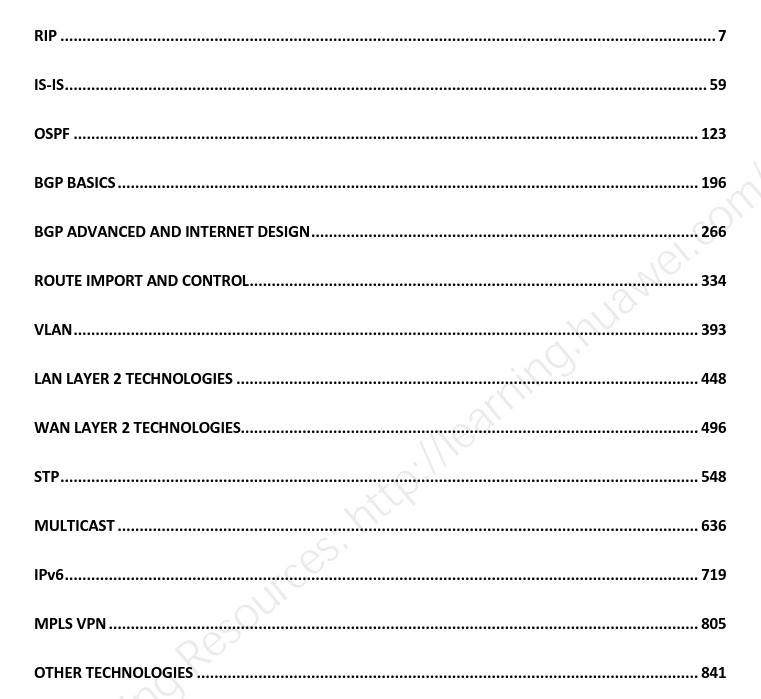 RIP ........................................................................................................................................................ 7
IS-IS........................................................................................................................................................ 59
OSPF ........................................................................................................................................................ 123
BGP BASICS ........................................................................................................................................................ 196
BGP ADVANCED AND INTERNET DESIGN........................................................................................ 266
ROUTE IMPORT AND CONTROL........................................................................................................ 334
VLAN........................................................................................................................................................ 393
LAN LAYER 2 TECHNOLOGIES ........................................................................................................ 448
WAN LAYER 2 TECHNOLOGIES........................................................................................................ 496
STP........................................................................................................................................................ 548
MULTICAST ........................................................................................................................................ 636
IPv6........................................................................................................................................................ 719
MPLS VPN ........................................................................................................................................ 805
OTHER TECHNOLOGIES ................................................................................................................ 841
ing Resources: http://learning.huawei.com/